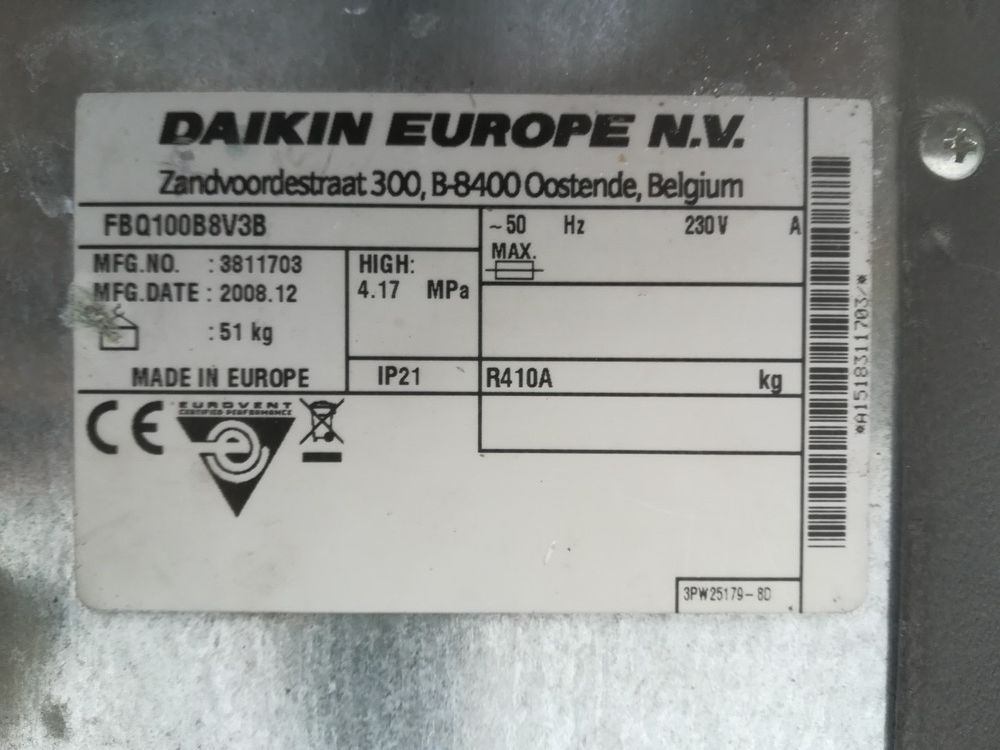 DAIKIN EUROPE N.V.
Zandvoordestraat 300, B-8400 Oostende, Belgium
FBQ100B8V3B
~50 Hz 230V A
MAX.
MFG.NO. : 3811703
MFG.DATE : 2008.12
: 51 kg
HIGH:
4.17 MPa
MADE IN EUROPE
IP21
R410A kg
CE
EUROVENT
CERTIFIED PERFORMANCE
3PW25179-8D
*A1518311703/*